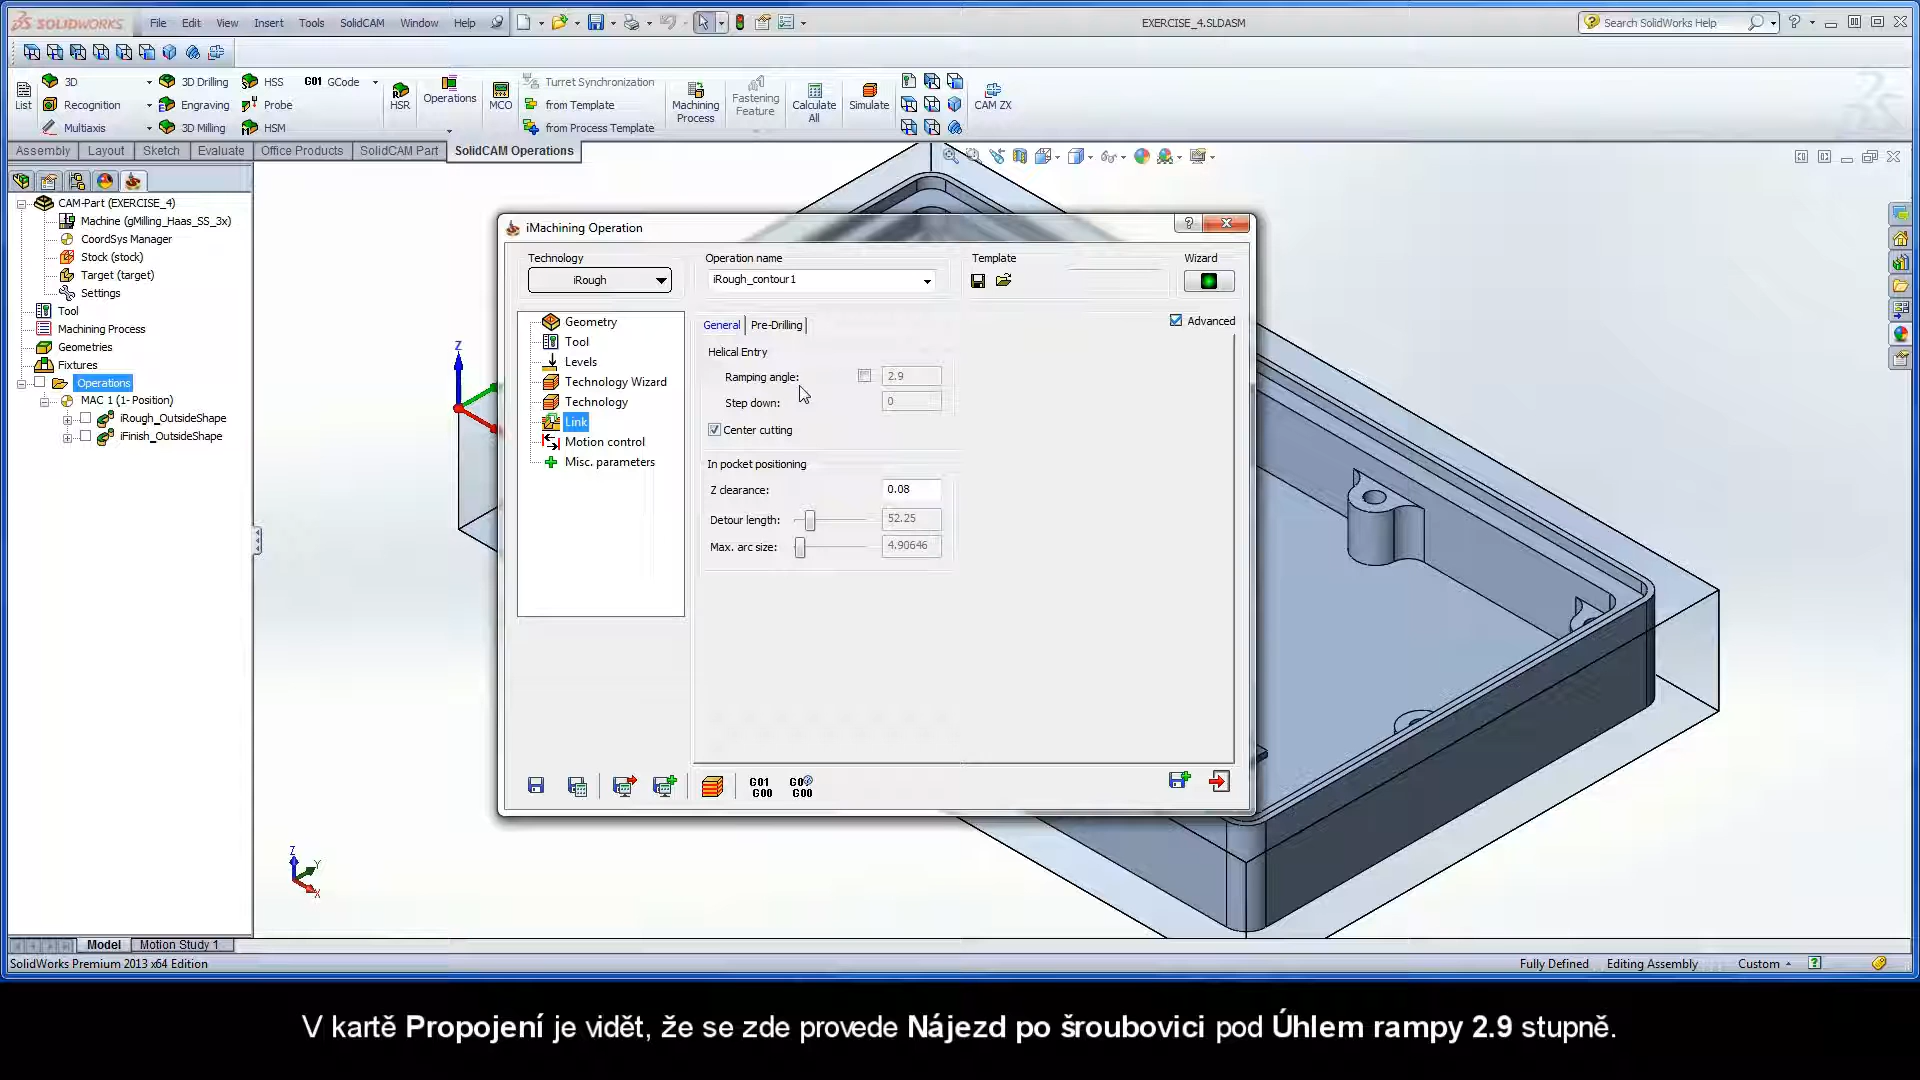 SOLIDWORKS File Edit View Insert Tools SolidCAM Window Help EXERCISE_4.SLDASM Search SolidWorks Help
3D 3D Drilling HSS G01 GCode Turret Synchronization
List Recognition Engraving Probe HSR Operations MCO from Template Machining Process Fastening Feature Calculate All Simulate CAM ZX
Multiaxis 3D Milling HSM from Process Template
Assembly Layout Sketch Evaluate Office Products SolidCAM Part SolidCAM Operations
CAM-Part (EXERCISE_4)
Machine (gMilling_Haas_SS_3x)
CoordSys Manager
Stock (stock)
Target (target)
Settings
Tool
Machining Process
Geometries
Fixtures
Operations
MAC 1 (1- Position)
iRough_OutsideShape
iFinish_OutsideShape
iMachining Operation
Technology Operation name Template Wizard
iRough iRough_contour1
Geometry
Tool
Levels
Technology Wizard
Technology
Link
Motion control
Misc. parameters
General Pre-Drilling Advanced
Helical Entry
Ramping angle: 2.9
Step down: 0
Center cutting
In pocket positioning
Z clearance: 0.08
Detour length: 52.25
Max. arc size: 4.90646
G01 G00
G00
Z
Z
Y
X
Model Motion Study 1
SolidWorks Premium 2013 x64 Edition Fully Defined Editing Assembly Custom
V kartě Propojení je vidět, že se zde provede Nájezd po šroubovici pod Úhlem rampy 2.9 stupně.